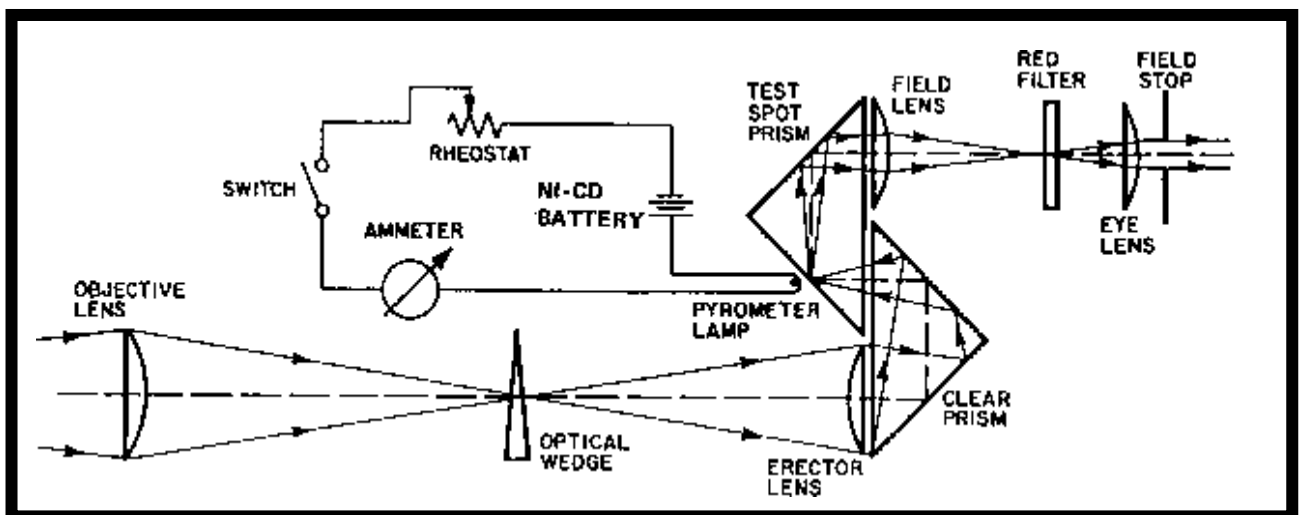 RED
FILTER
FIELD
STOP
TEST
SPOT
PRISM
FIELD
LENS
RHEOSTAT
SWITCH
NI-CD
BATTERY
AMMETER
EYE
LENS
OBJECTIVE
LENS
PYROMETER
LAMP
CLEAR
PRISM
OPTICAL
WEDGE
ERECTOR
LENS